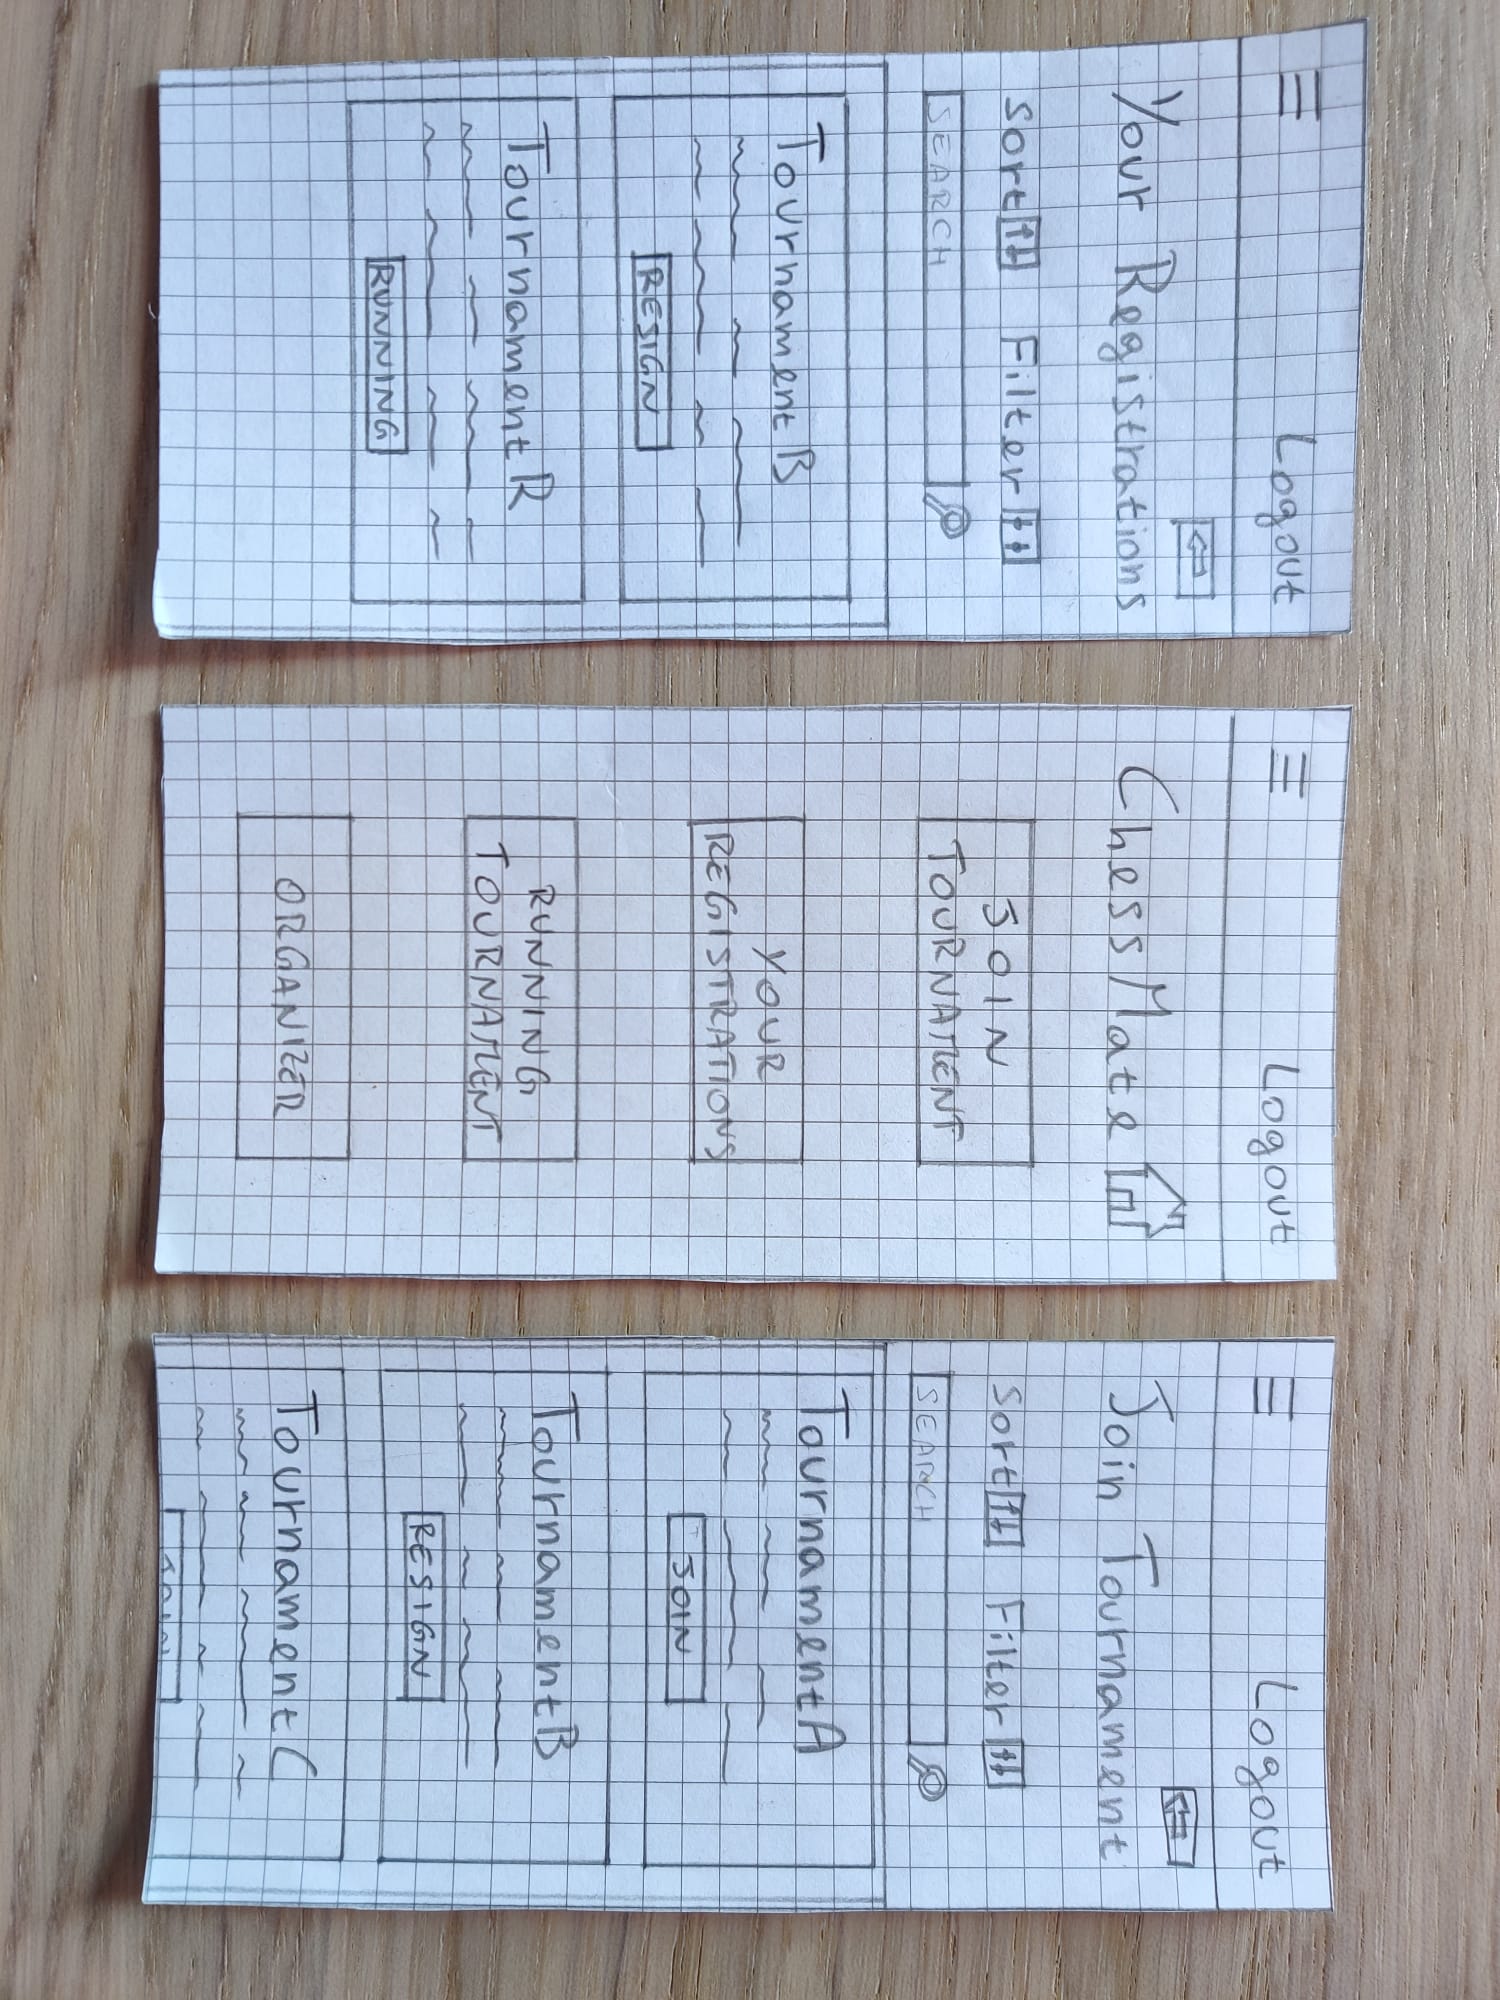 Logout
Your Registrations
Sort Filter
SEARCH
Tournament B
RESIGN
Tournament R
RUNNING
Logout
ChessMate
JOIN
TOURNAMENT
YOUR
REGISTRATIONS
RUNNING
TOURNAMENT
ORGANIZER
Logout
Join Tournament
Sort Filter
SEARCH
Tournament A
JOIN
Tournament B
RESIGN
Tournament C
JOIN